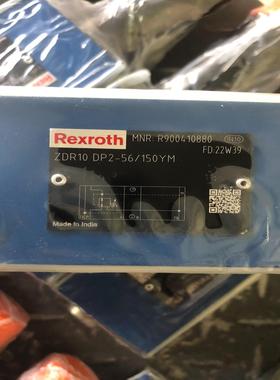 Rexroth MNR: R900410880
FD:22W39
ZDR10 DP2-56/150YM
Made in India